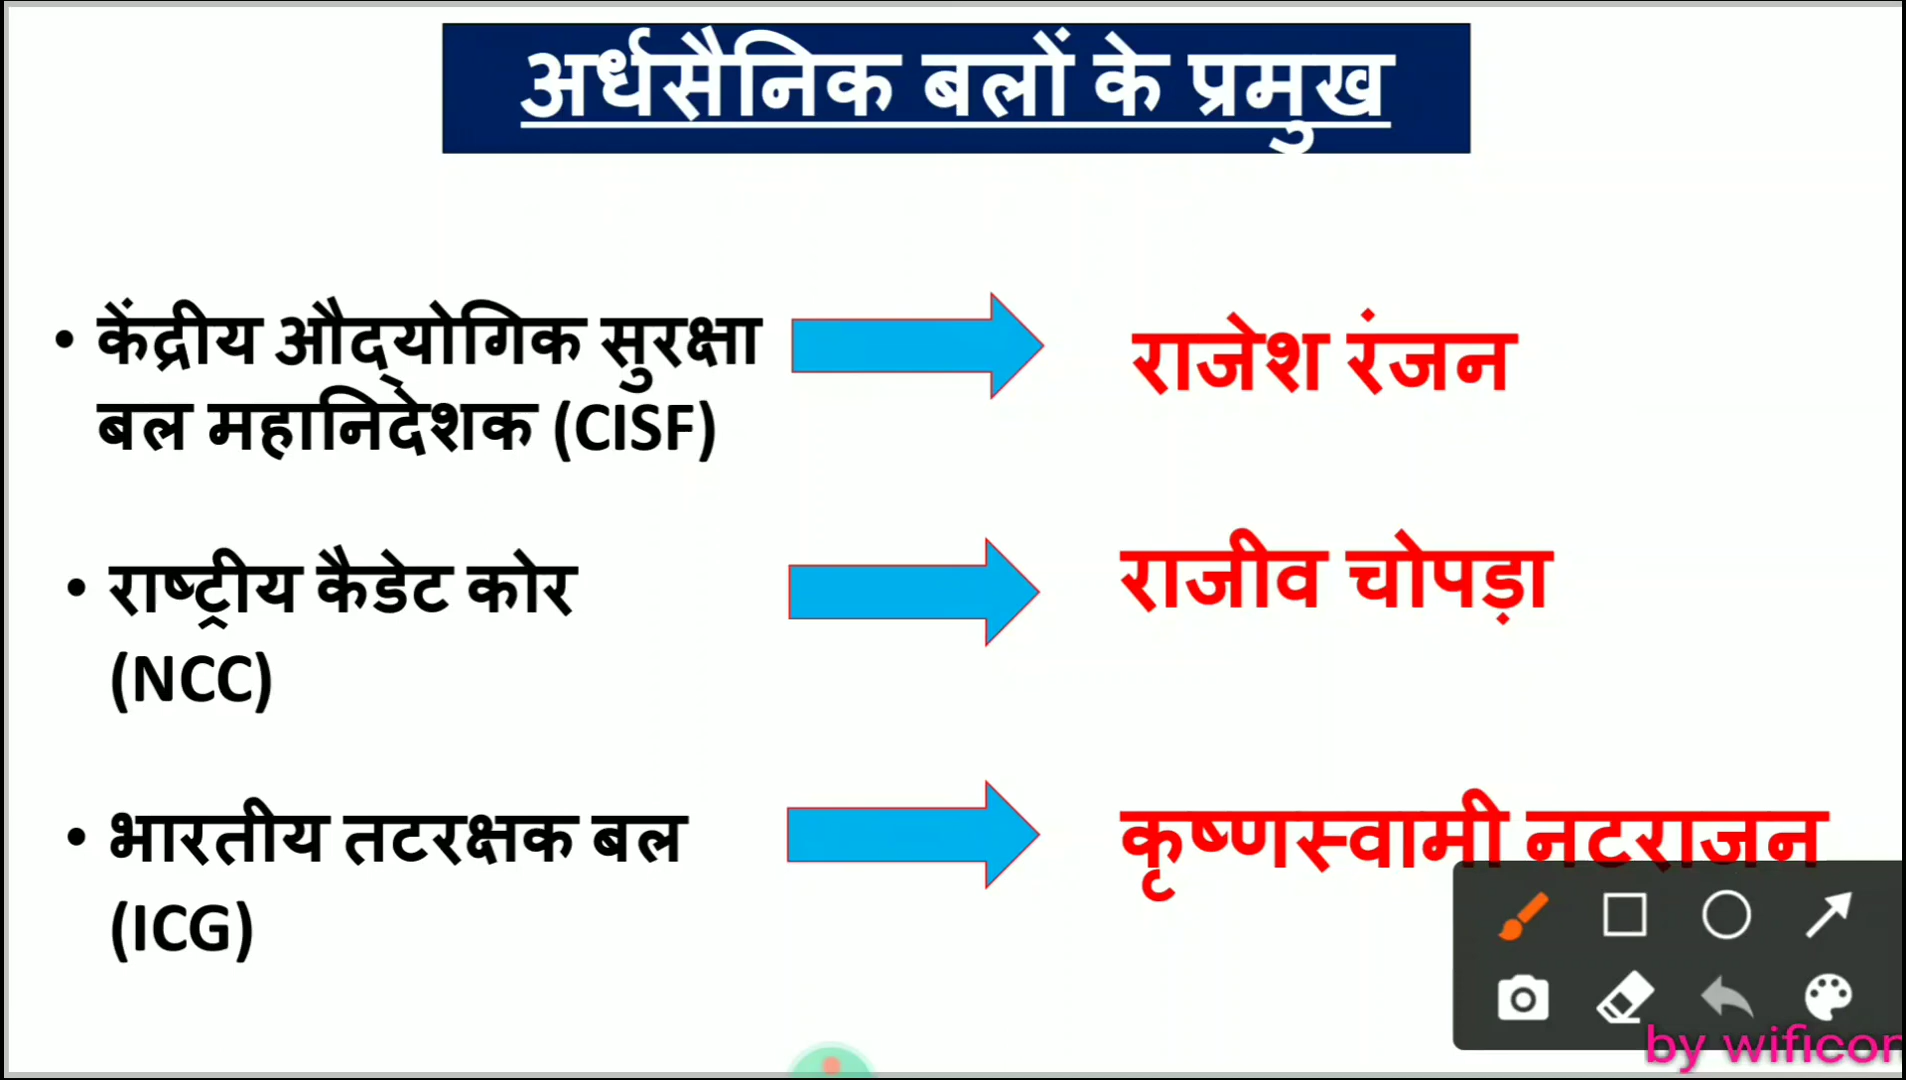 अर्धसैनिक बलों के प्रमुख
• केंद्रीय औद्योगिक सुरक्षा
बल महानिदेशक (CISF)
राजेश रंजन
• राष्ट्रीय कैडेट कोर
(NCC)
राजीव चोपड़ा
• भारतीय तटरक्षक बल
(ICG)
कृष्णस्वामी नटराजन
by wificon